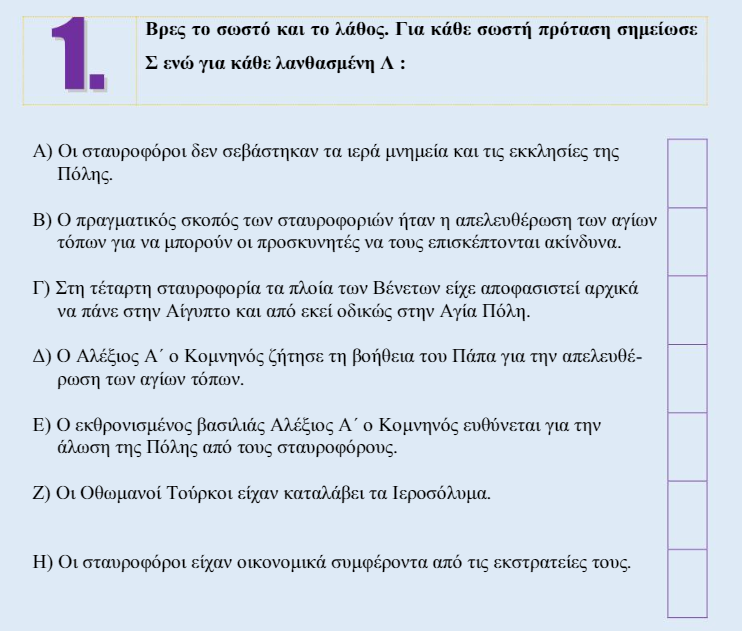 1.
Βρες το σωστό και το λάθος. Για κάθε σωστή πρόταση σημείωσε
Σ ενώ για κάθε λανθασμένη Λ :
Α) Οι σταυροφόροι δεν σεβάστηκαν τα ιερά μνημεία και τις εκκλησίες της
Πόλης.
Β) Ο πραγματικός σκοπός των σταυροφοριών ήταν η απελευθέρωση των αγίων
τόπων για να μπορούν οι προσκυνητές να τους επισκέπτονται ακίνδυνα.
Γ) Στη τέταρτη σταυροφορία τα πλοία των Βένετων είχε αποφασιστεί αρχικά
να πάνε στην Αίγυπτο και από εκεί οδικώς στην Αγία Πόλη.
Δ) Ο Αλέξιος Α΄ ο Κομνηνός ζήτησε τη βοήθεια του Πάπα για την απελευθέ-
ρωση των αγίων τόπων.
Ε) Ο εκθρονισμένος βασιλιάς Αλέξιος Α΄ ο Κομνηνός ευθύνεται για την
άλωση της Πόλης από τους σταυροφόρους.
Ζ) Οι Οθωμανοί Τούρκοι είχαν καταλάβει τα Ιεροσόλυμα.
Η) Οι σταυροφόροι είχαν οικονομικά συμφέροντα από τις εκστρατείες τους.